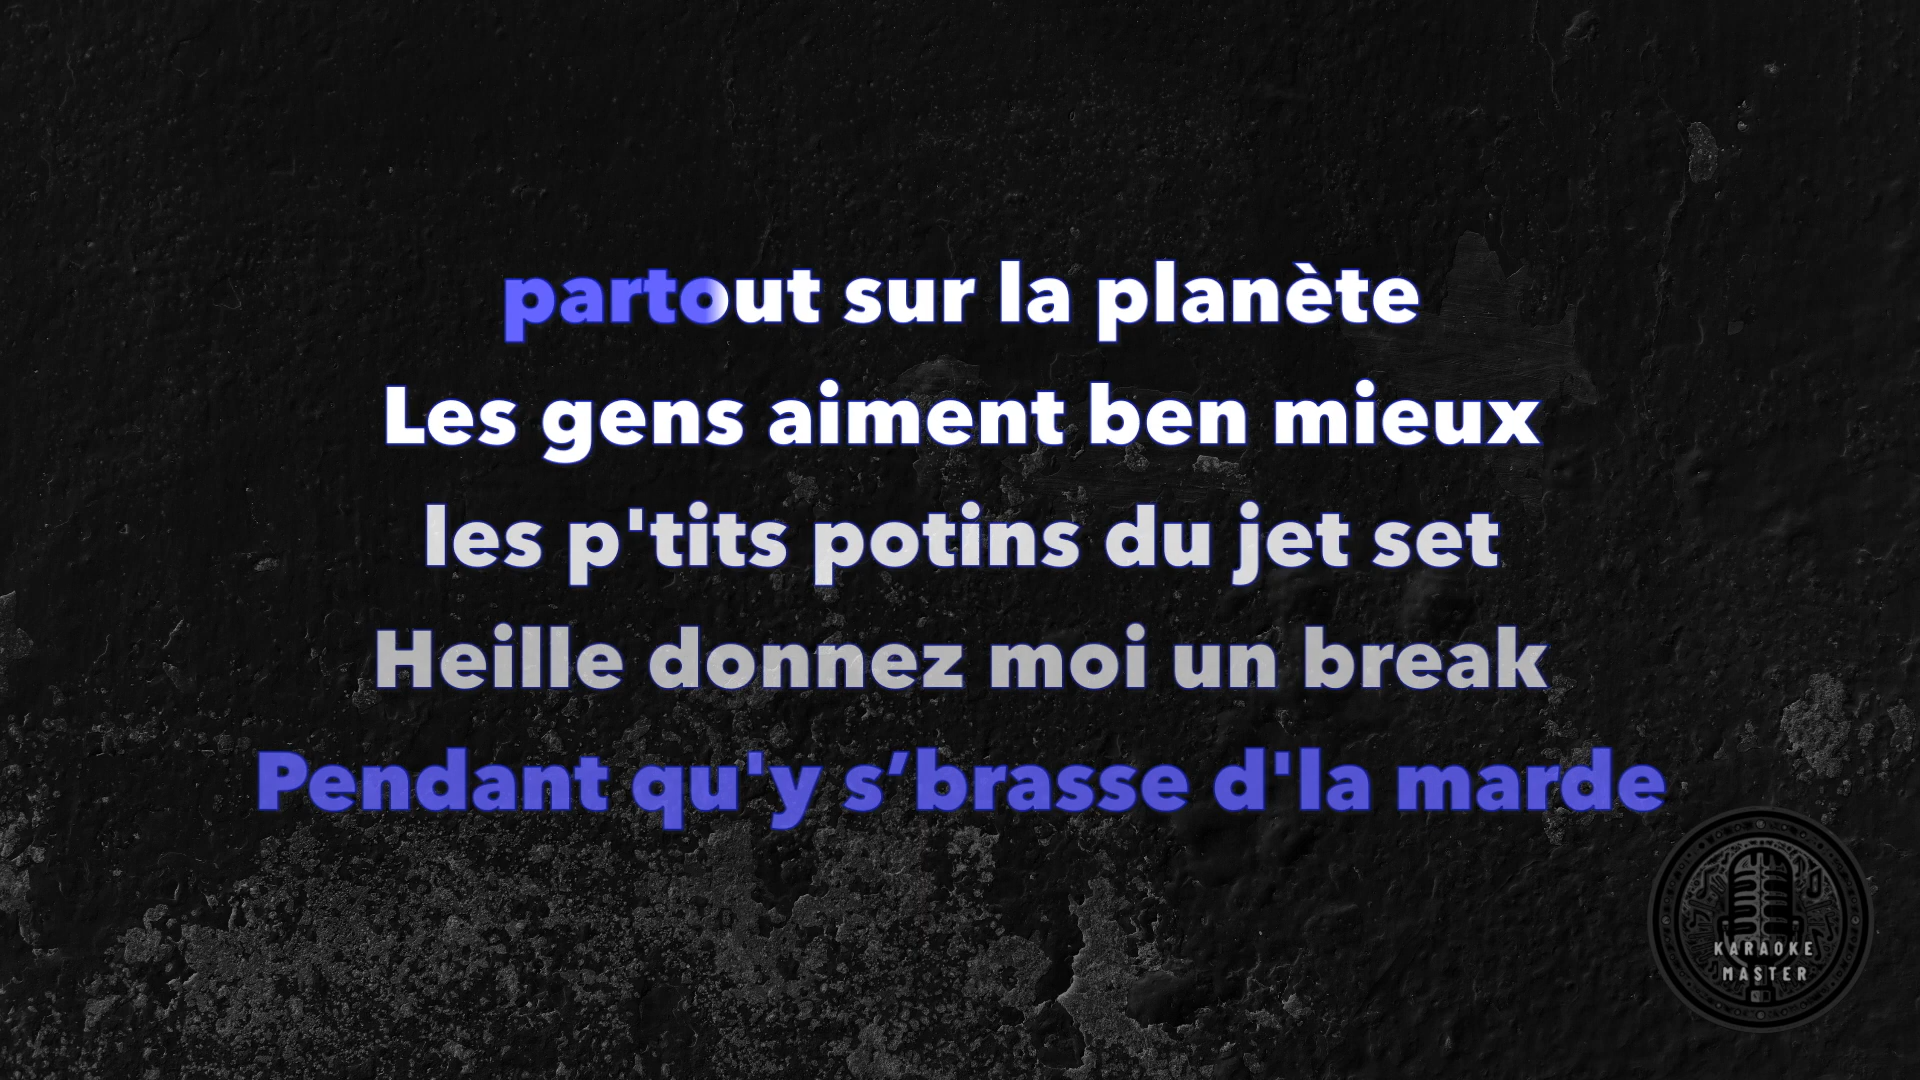 partout sur la planète
Les gens aiment ben mieux
les p'tits potins du jet set
Heille donnez moi un break
Pendant qu'y s’brasse d'la marde
KARAOKE
MASTER